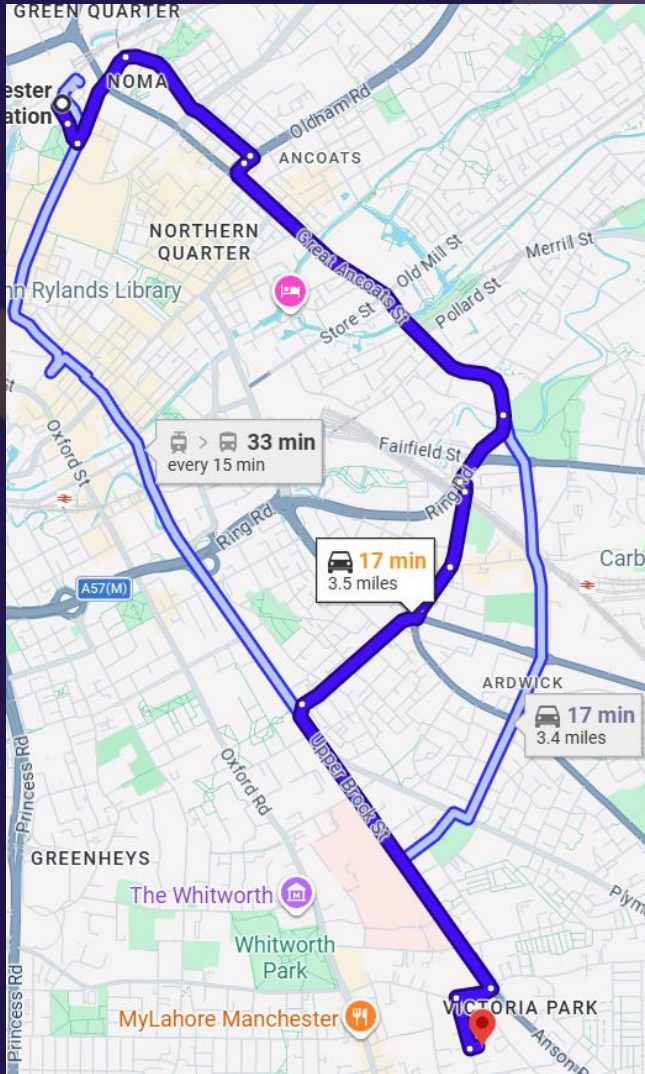 GREEN QUARTER
NOMA
ester
ation
Oldham Rd
ANCOATS
NORTHERN
QUARTER
Great Ancoats St
Old Mill St
Merrill St
nn Rylands Library
Store St
Pollard St
Oxford St
33 min
every 15 min
Fairfield St
Ring Rd
Ring Rd
17 min
3.5 miles
Carb
A57(M)
ARDWICK
17 min
3.4 miles
Upper Brook St
Oxford Rd
Princess Rd
GREENHEYS
The Whitworth
Plym
Whitworth
Park
VICTORIA PARK
MyLahore Manchester
Anson
Princess Rd